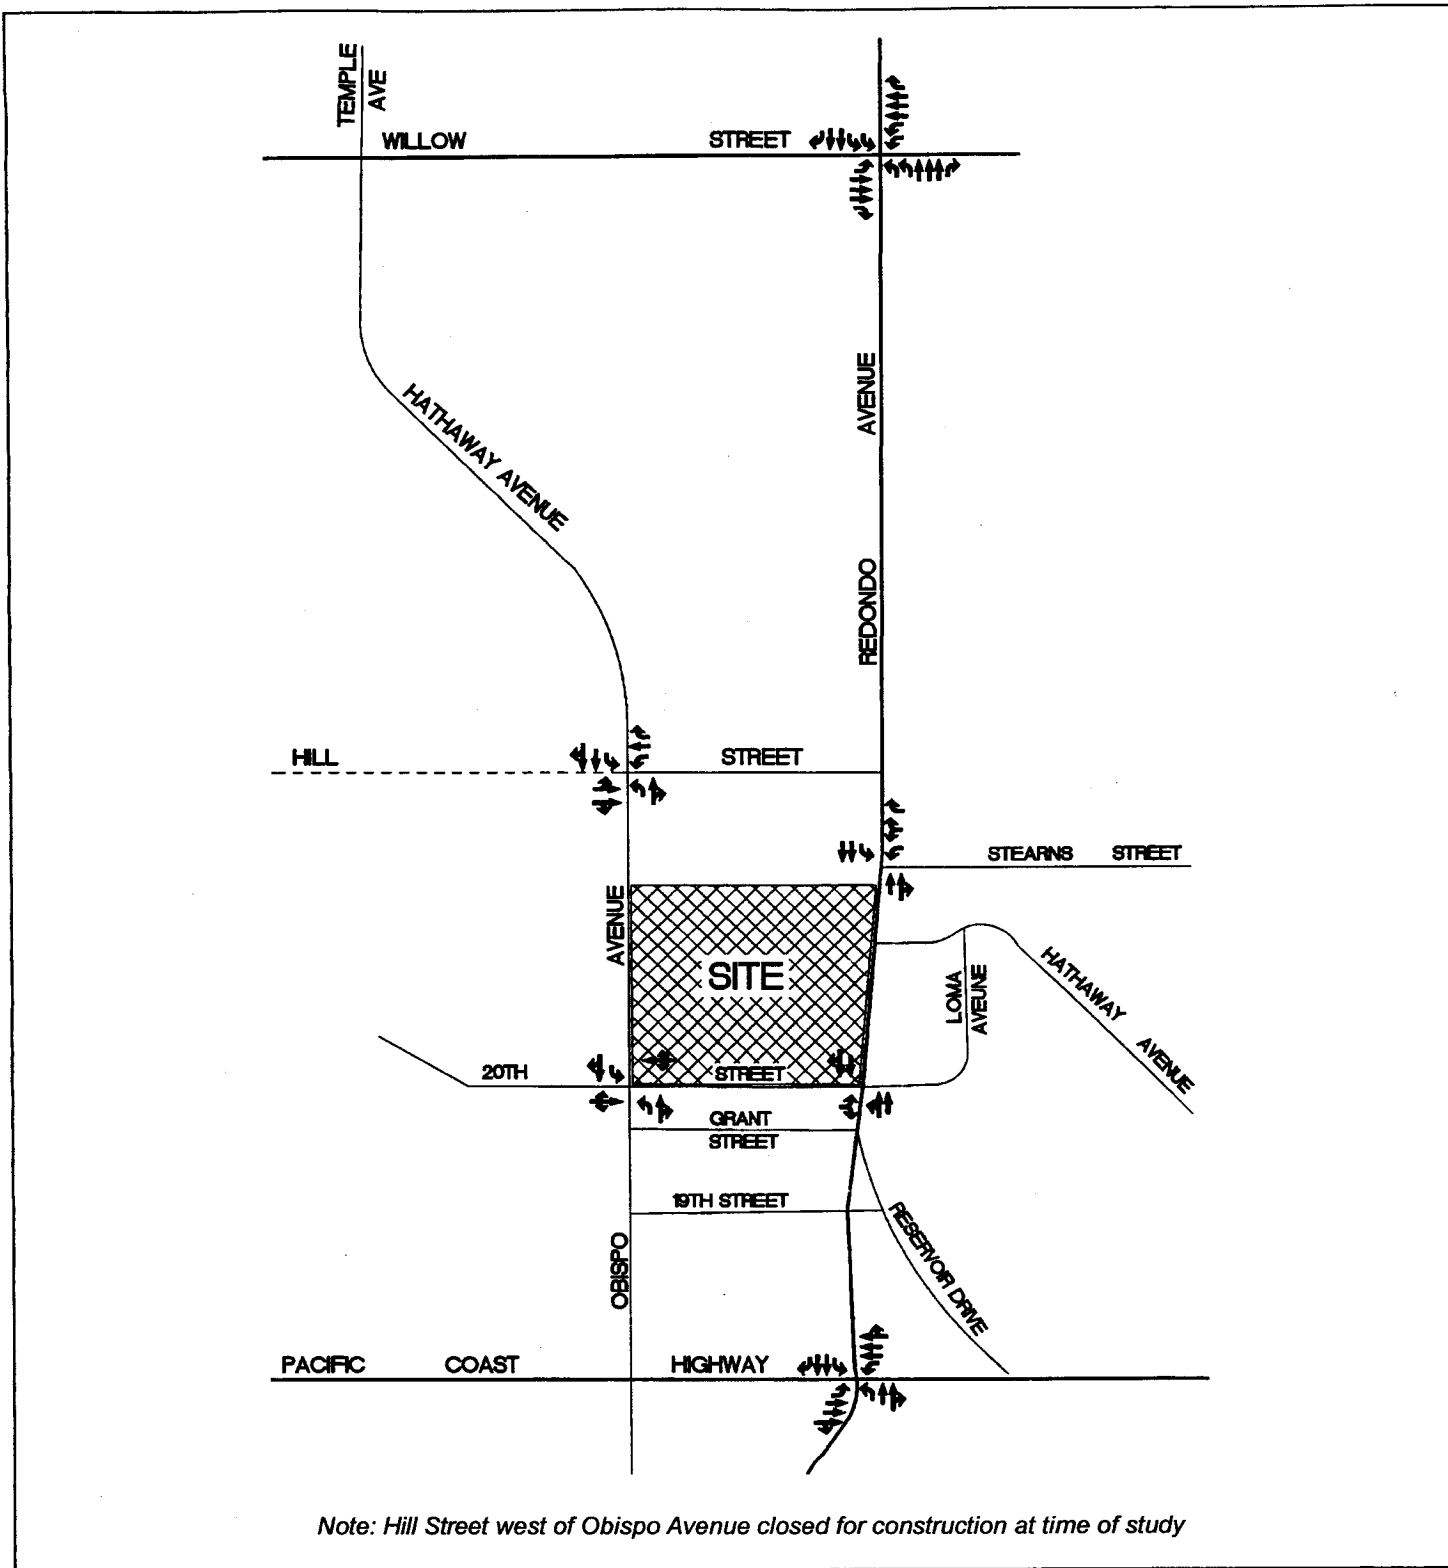 TEMPLE
AVE
WILLOW STREET
AVENUE
HATHAWAY AVENUE
REDONDO
HILL STREET
STEARNS STREET
AVENUE
SITE
HATHAWAY AVENUE
LOMA
AVEUNE
20TH STREET
GRANT
STREET
19TH STREET
RESERVOIR DRIVE
OBISPO
PACIFIC COAST HIGHWAY
Note: Hill Street west of Obispo Avenue closed for construction at time of study